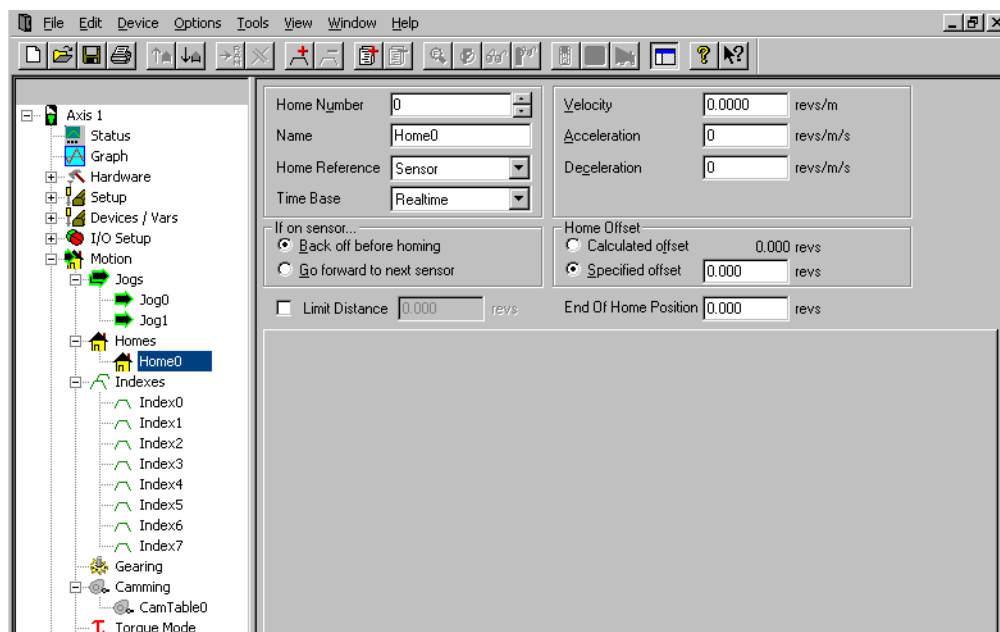 File Edit Device Options Tools View Window Help
Axis 1
Status
Graph
Hardware
Setup
Devices / Vars
I/O Setup
Motion
Jogs
Jog0
Jog1
Homes
Home0
Indexes
Index0
Index1
Index2
Index3
Index4
Index5
Index6
Index7
Gearing
Camming
CamTable0
Torque Mode
Home Number 0
Name Home0
Home Reference Sensor
Time Base Realtime
Velocity 0.0000 revs/m
Acceleration 0 revs/m/s
Deceleration 0 revs/m/s
If on sensor...
Back off before homing
Go forward to next sensor
Home Offset
Calculated offset 0.000 revs
Specified offset 0.000 revs
Limit Distance 0.000 revs
End Of Home Position 0.000 revs